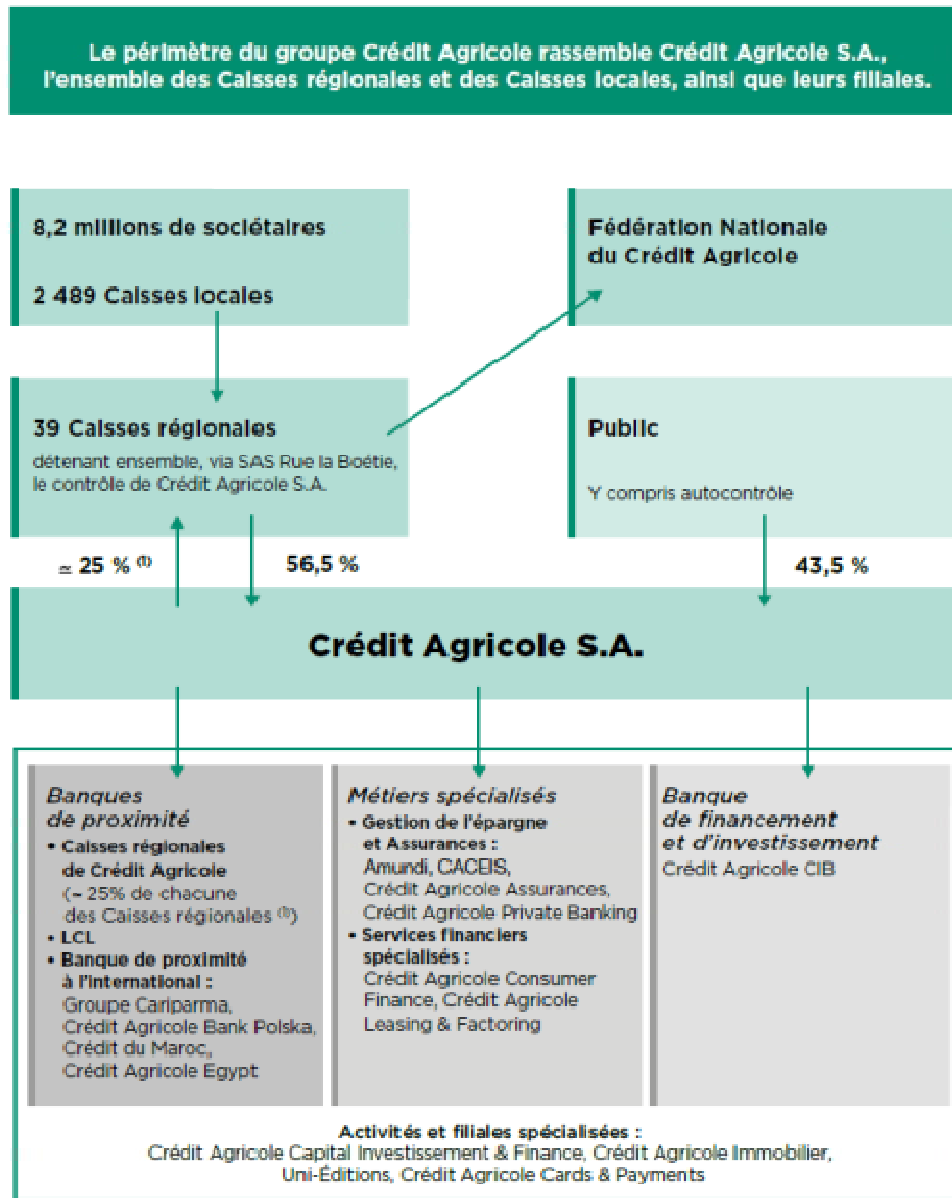 Le périmètre du groupe Crédit Agricole rassemble Crédit Agricole S.A.,
l'ensemble des Caisses régionales et des Caisses locales, ainsi que leurs filiales.
8,2 millions de sociétaires
2 489 Caisses locales
Fédération Nationale
du Crédit Agricole
39 Caisses régionales
détenant ensemble, via SAS Rue la Boétie,
le contrôle de Crédit Agricole S.A.
Public
Y compris autocontrôle
≃ 25 % (1)
56,5 %
43,5 %
Crédit Agricole S.A.
Banques
de proximité
• Caisses régionales
de Crédit Agricole
(~ 25% de chacune
des Caisses régionales (1))
• LCL
• Banque de proximité
à l'international :
Groupe Cariparma,
Crédit Agricole Bank Polska,
Crédit du Maroc,
Crédit Agricole Egypt
Métiers spécialisés
• Gestion de l'épargne
et Assurances :
Amundi, CACEIS,
Crédit Agricole Assurances,
Crédit Agricole Private Banking
• Services financiers
spécialisés :
Crédit Agricole Consumer
Finance, Crédit Agricole
Leasing & Factoring
Banque
de financement
et d'investissement
Crédit Agricole CIB
Activités et filiales spécialisées :
Crédit Agricole Capital Investissement & Finance, Crédit Agricole Immobilier,
Uni-Éditions, Crédit Agricole Cards & Payments